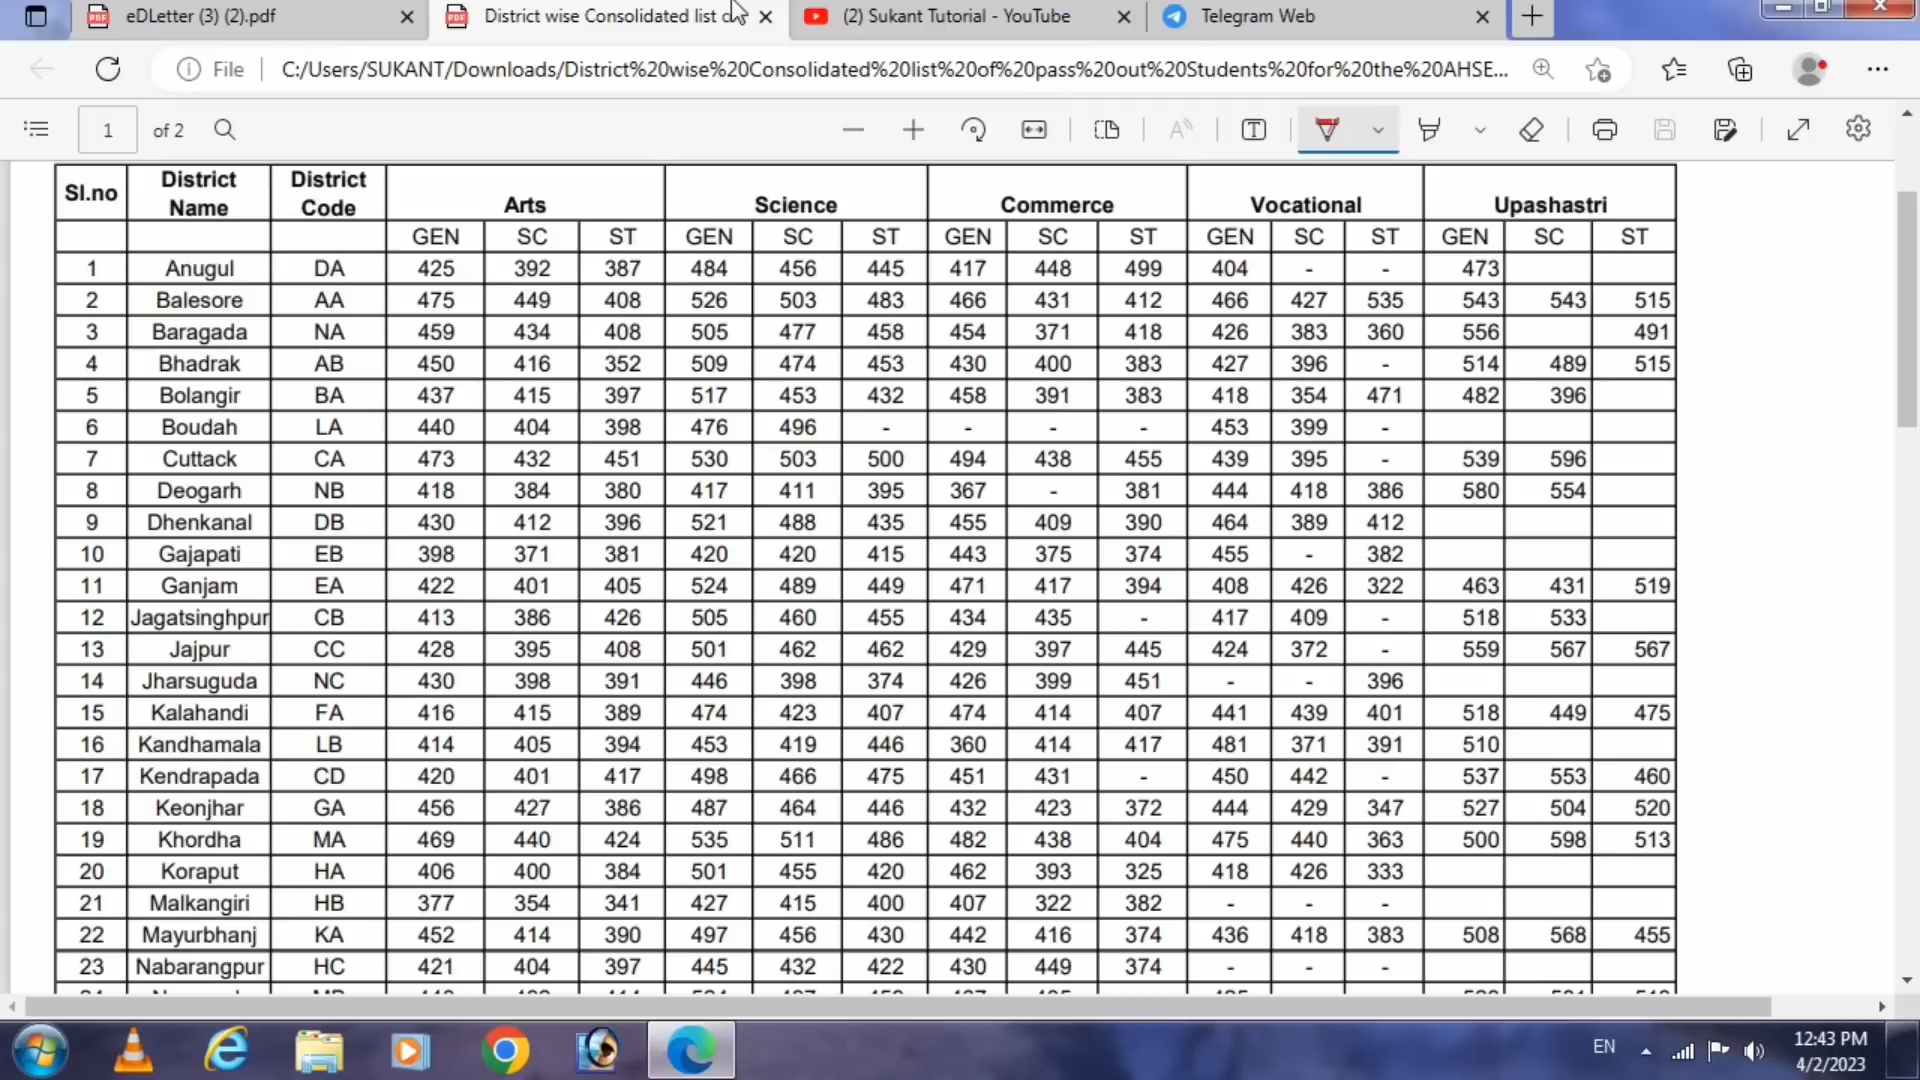 eDLetter (3) (2).pdf
District wise Consolidated list
(2) Sukant Tutorial - YouTube
Telegram Web
File C:/Users/SUKANT/Downloads/District%20wise%20Consolidated%20list%20of%20pass%20out%20Students%20for%20the%20AHSE...
1 of 2
Sl.no District Name District Code Arts Science Commerce Vocational Upashastri
GEN SC ST GEN SC ST GEN SC ST GEN SC ST GEN SC ST
1 Anugul DA 425 392 387 484 456 445 417 448 499 404 - - 473
2 Balesore AA 475 449 408 526 503 483 466 431 412 466 427 535 543 543 515
3 Baragada NA 459 434 408 505 477 458 454 371 418 426 383 360 556 491
4 Bhadrak AB 450 416 352 509 474 453 430 400 383 427 396 - 514 489 515
5 Bolangir BA 437 415 397 517 453 432 458 391 383 418 354 471 482 396
6 Boudah LA 440 404 398 476 496 - - - - 453 399 -
7 Cuttack CA 473 432 451 530 503 500 494 438 455 439 395 - 539 596
8 Deogarh NB 418 384 380 417 411 395 367 - 381 444 418 386 580 554
9 Dhenkanal DB 430 412 396 521 488 435 455 409 390 464 389 412
10 Gajapati EB 398 371 381 420 420 415 443 375 374 455 - 382
11 Ganjam EA 422 401 405 524 489 449 471 417 394 408 426 322 463 431 519
12 Jagatsinghpur CB 413 386 426 505 460 455 434 435 - 417 409 - 518 533
13 Jajpur CC 428 395 408 501 462 462 429 397 445 424 372 - 559 567 567
14 Jharsuguda NC 430 398 391 446 398 374 426 399 451 - - 396
15 Kalahandi FA 416 415 389 474 423 407 474 414 407 441 439 401 518 449 475
16 Kandhamala LB 414 405 394 453 419 446 360 414 417 481 371 391 510
17 Kendrapada CD 420 401 417 498 466 475 451 431 - 450 442 - 537 553 460
18 Keonjhar GA 456 427 386 487 464 446 432 423 372 444 429 347 527 504 520
19 Khordha MA 469 440 424 535 511 486 482 438 404 475 440 363 500 598 513
20 Koraput HA 406 400 384 501 455 420 462 393 325 418 426 333
21 Malkangiri HB 377 354 341 427 415 400 407 322 382 - - -
22 Mayurbhanj KA 452 414 390 497 456 430 442 416 374 436 418 383 508 568 455
23 Nabarangpur HC 421 404 397 445 432 422 430 449 374 - - -
EN
12:43 PM
4/2/2023